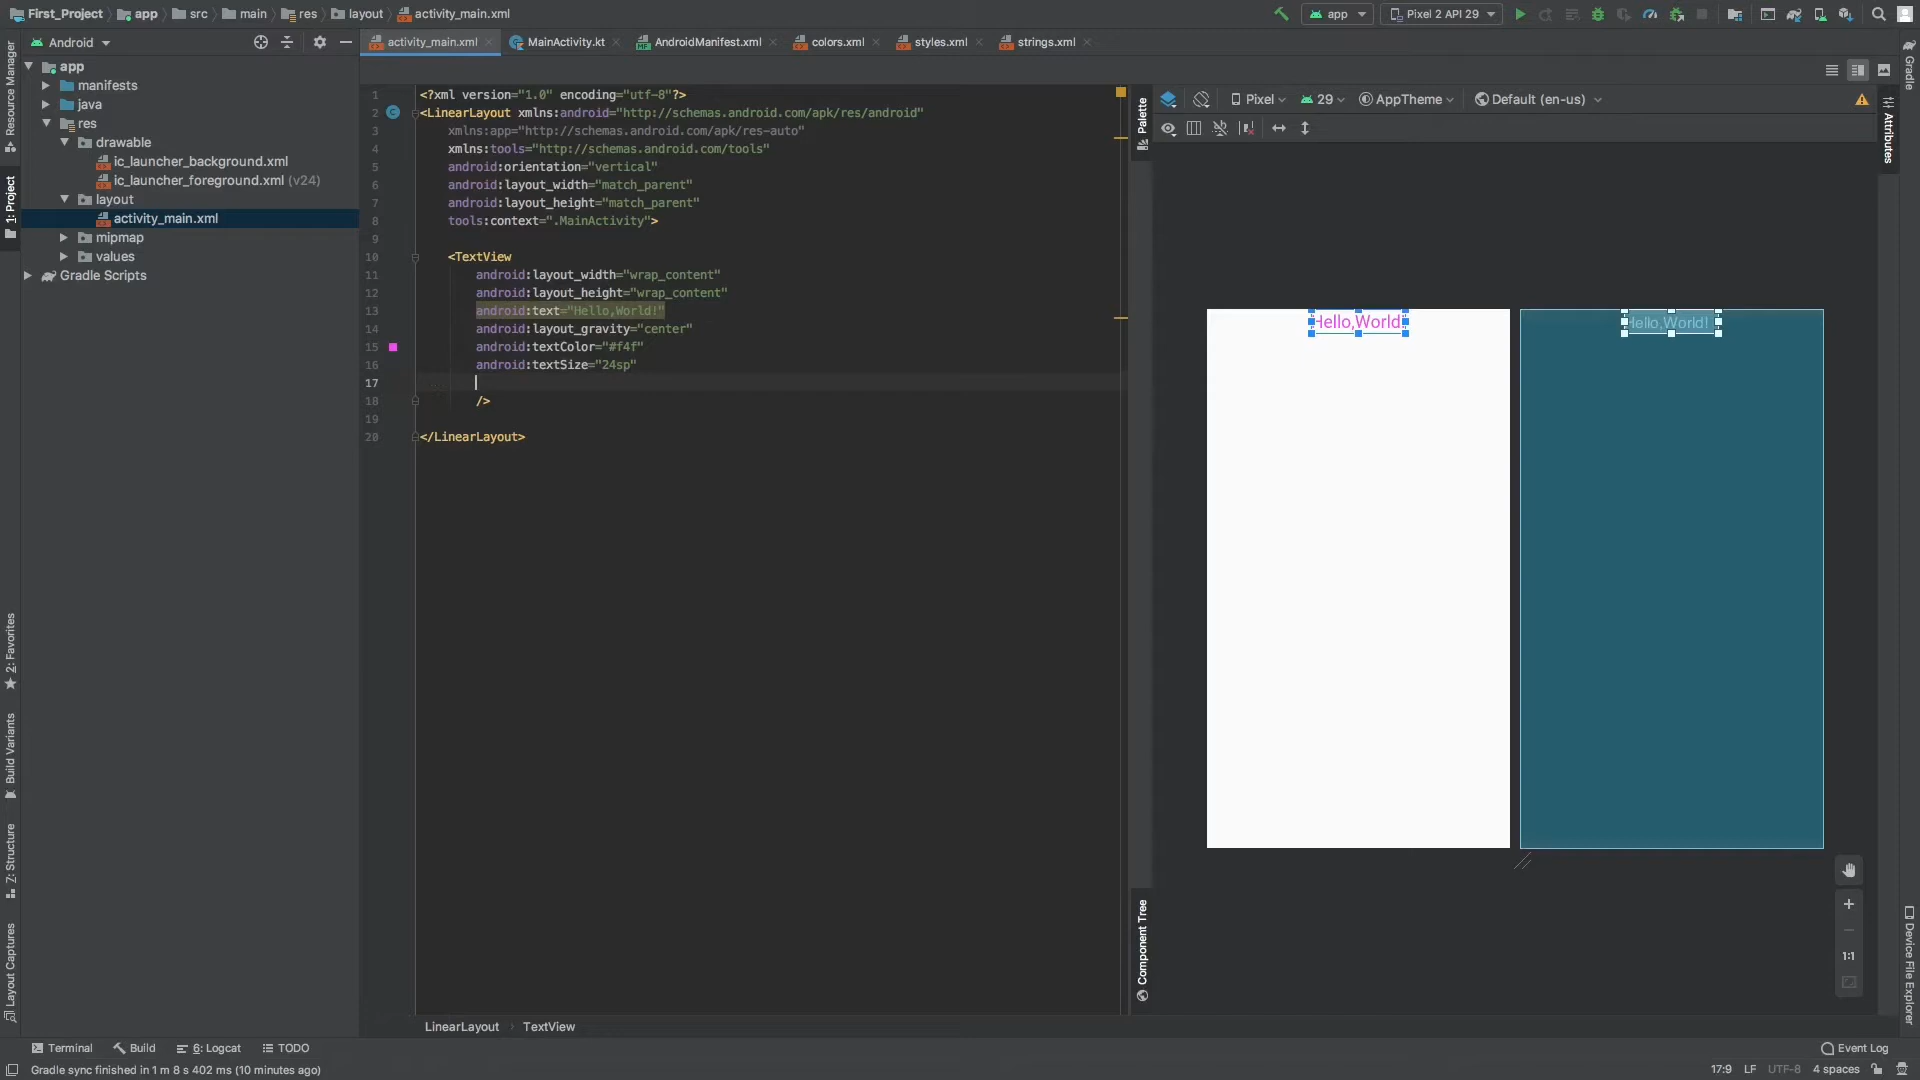 First_Project app src main res layout activity_main.xml app Pixel 2 API 29
Android
activity_main.xml MainActivity.kt AndroidManifest.xml colors.xml styles.xml strings.xml
Resource Manager
1: Project
2: Favorites
Build Variants
7: Structure
Layout Captures
app
manifests
java
res
drawable
ic_launcher_background.xml
ic_launcher_foreground.xml (v24)
layout
activity_main.xml
mipmap
values
Gradle Scripts
1 <?xml version="1.0" encoding="utf-8"?>
2 <LinearLayout xmlns:android="http://schemas.android.com/apk/res/android"
3 xmlns:app="http://schemas.android.com/apk/res-auto"
4 xmlns:tools="http://schemas.android.com/tools"
5 android:orientation="vertical"
6 android:layout_width="match_parent"
7 android:layout_height="match_parent"
8 tools:context=".MainActivity">
9
10 <TextView
11 android:layout_width="wrap_content"
12 android:layout_height="wrap_content"
13 android:text="Hello,World!"
14 android:layout_gravity="center"
15 android:textColor="#f4f"
16 android:textSize="24sp"
17
18 />
19
20 </LinearLayout>
LinearLayout TextView
Palette
Component Tree
Pixel 29 AppTheme Default (en-us)
Hello,World
Hello,World!
1:1
Gradle
Attributes
Device File Explorer
Terminal Build 6: Logcat TODO Event Log
Gradle sync finished in 1 m 8 s 402 ms (10 minutes ago) 17:9 LF UTF-8 4 spaces